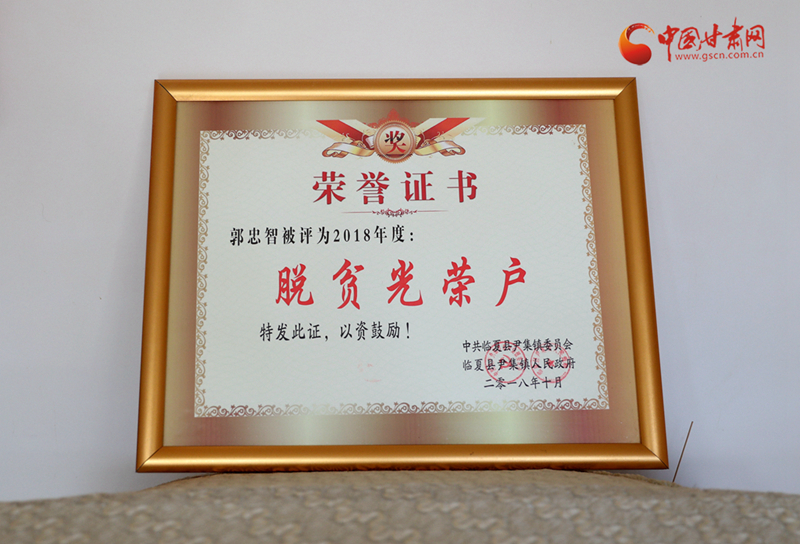 中国甘肃网
www.gscn.com.cn
奖
荣誉证书
郭忠智被评为2018年度：
脱贫光荣户
特发此证，以资鼓励！
中共临夏县尹集镇委员会
临夏县尹集镇人民政府
二零一八年十月